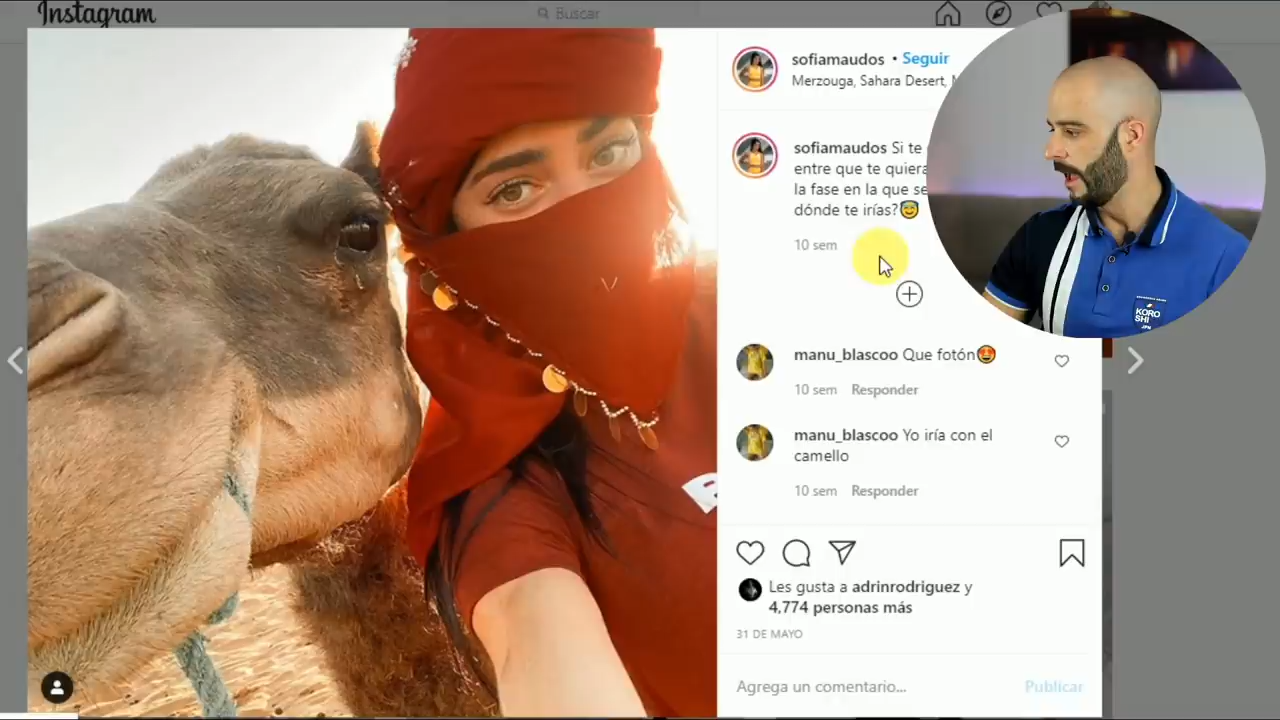 Instagram
Buscar
sofiamaudos • Seguir
Merzouga, Sahara Desert,
sofiamaudos Si te
entre que te quiera
la fase en la que se
dónde te irías?😇
10 sem
manu_blascoo Que fotón🤩
10 sem Responder
manu_blascoo Yo iría con el
camello
10 sem Responder
Les gusta a adrinrodriguez y
4,774 personas más
31 DE MAYO
Agrega un comentario... Publicar
KORO
SHI